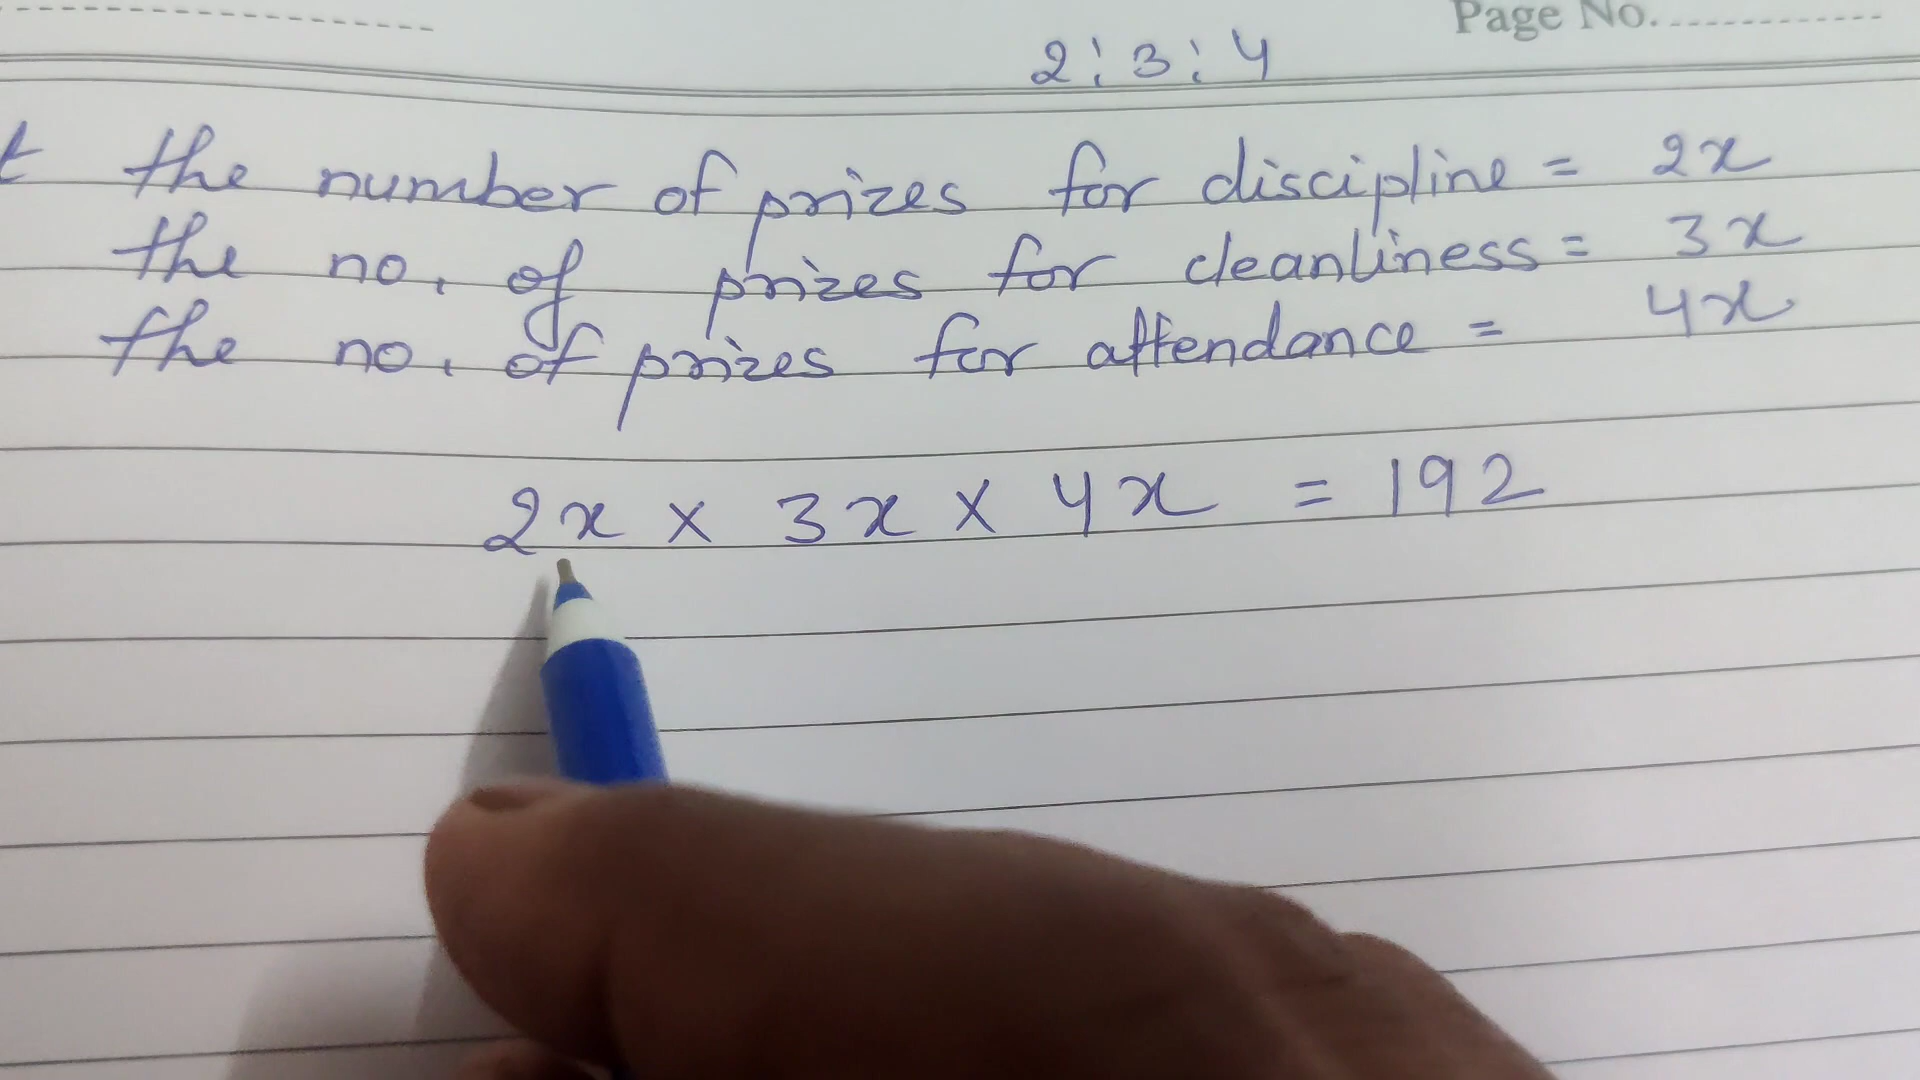 Page No.
2:3:4
t the number of prizes for discipline = 2x
the no. of prizes for cleanliness = 3x
the no. of prizes for attendance = 4x
2x × 3x × 4x = 192